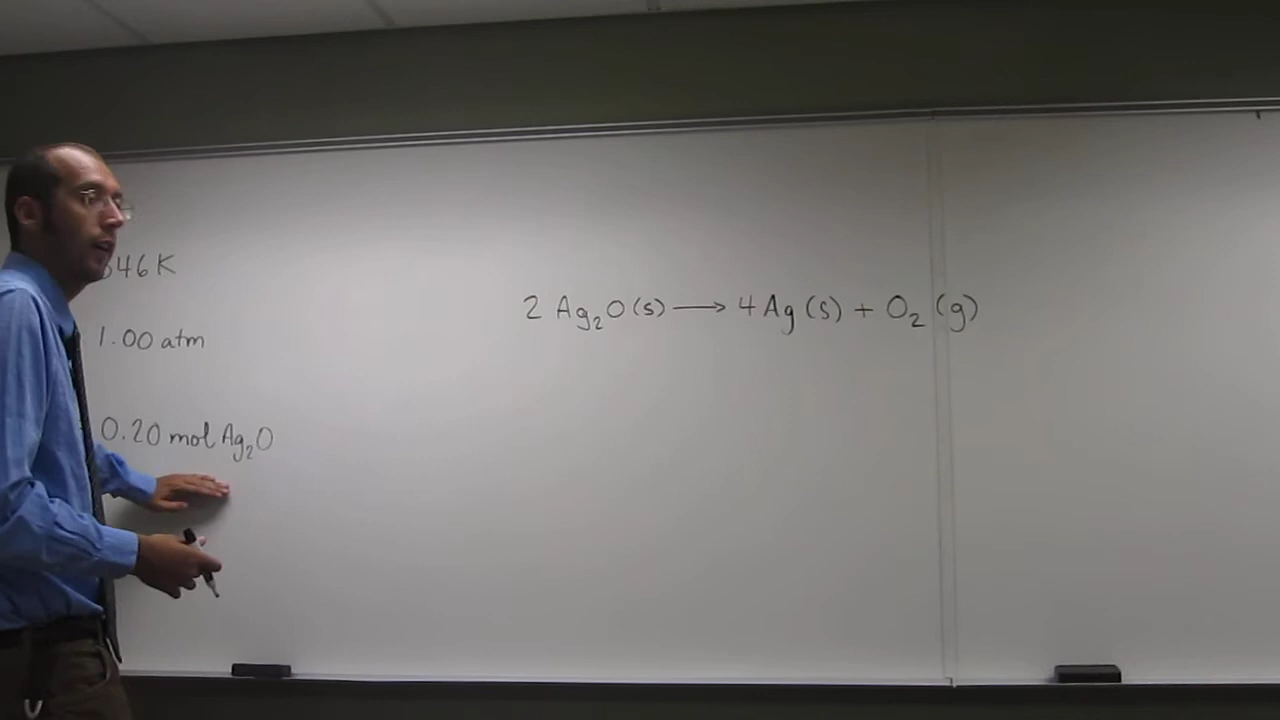 46 K
1.00 atm
0.20 mol Ag₂O
2 Ag₂O (s) ⟶ 4 Ag (s) + O₂ (g)